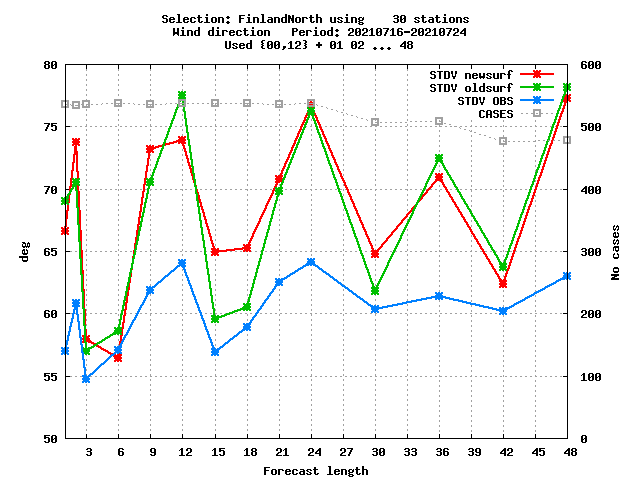 Selection: FinlandNorth using    30 stations
Wind direction   Period: 20210716-20210724
Used {00,12} + 01 02 ... 48
80
75
70
65
60
55
50
deg
600
500
400
300
200
100
0
No cases
STDV newsurf
STDV oldsurf
STDV OBS
CASES
3 6 9 12 15 18 21 24 27 30 33 36 39 42 45 48
Forecast length